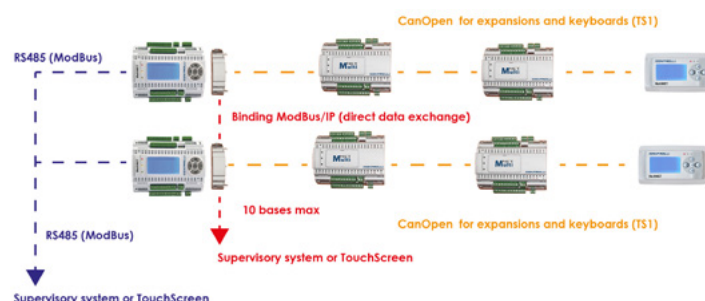 CanOpen for expansions and keyboards (TS1)
RS485 (ModBus)
Binding ModBus/IP (direct data exchange)
10 bases max
CanOpen for expansions and keyboards (TS1)
RS485 (ModBus)
Supervisory system or TouchScreen
Supervisory system or TouchScreen